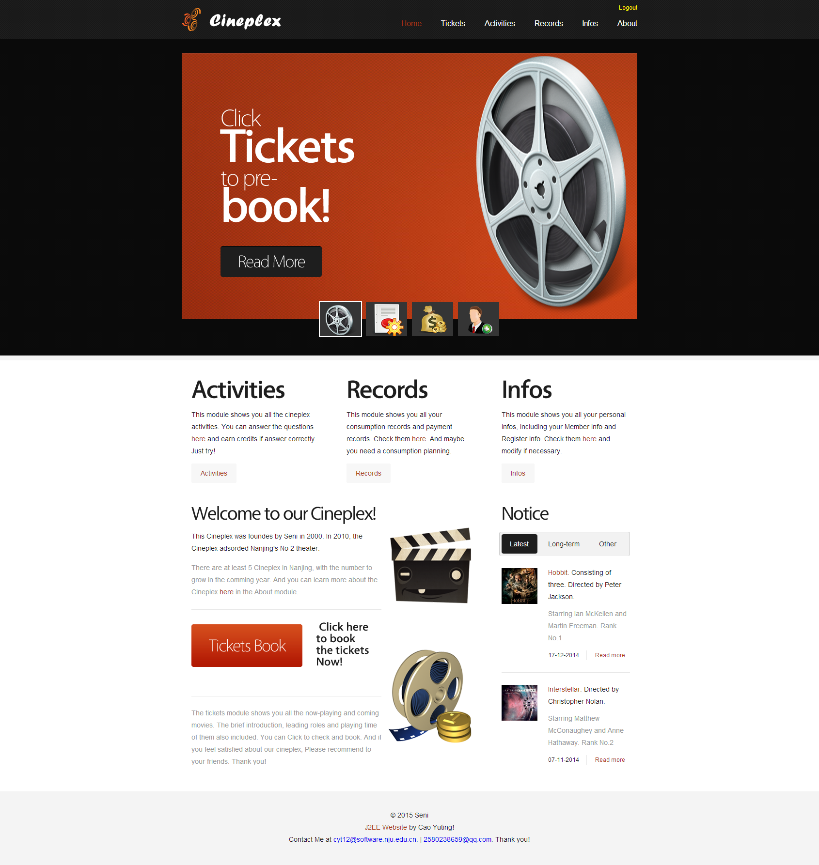 Cineplex
Logout
Home Tickets Activities Records Infos About
Click
Tickets
to pre-
book!
Read More
Activities
This module shows you all the cineplex
activities. You can answer the questions
here and earn credits if answer correctly.
Just try!
Activities
Records
This module shows you all your
consumption records and payment
records. Check them here. And maybe
you need a consumption planning.
Records
Infos
This module shows you all your personal
infos, including your Member info and
Register info. Check them here and
modify if necessary.
Infos
Welcome to our Cineplex!
This Cineplex was foundes by Seni in 2000. In 2010, the
Cineplex adsorded Nanjing's No.2 theater.
There are at least 5 Cineplex in Nanjing, with the number to
grow in the comming year. And you can learn more about the
Cineplex here in the About module.
Tickets Book
Click here
to book
the tickets
Now!
The tickets module shows you all the now-playing and coming
movies. The brief introduction, leading roles and playing time
of them also included. You can Click to check and book. And if
you feel satisfied about our cineplex, Please recommend to
your friends. Thank you!
Notice
Latest Long-term Other
Hobbit. Consisting of
three. Directed by Peter
Jackson.
Starring Ian McKellen and
Martin Freeman. Rank
No.1
17-12-2014 Read more
Interstellar. Directed by
Christopher Nolan.
Starring Matthew
McConaughey and Anne
Hathaway. Rank No.2
07-11-2014 Read more
© 2015 Seni
J2EE Website by Cao Yuting!
Contact Me at cyt12@software.nju.edu.cn. | 2580238659@qq.com. Thank you!